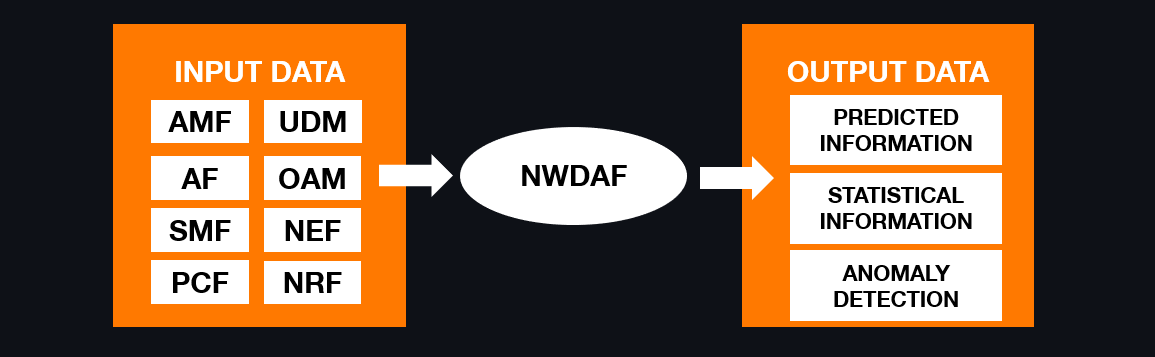 INPUT DATA
AMF
UDM
AF
OAM
SMF
NEF
PCF
NRF
NWDAF
OUTPUT DATA
PREDICTED
INFORMATION
STATISTICAL
INFORMATION
ANOMALY
DETECTION